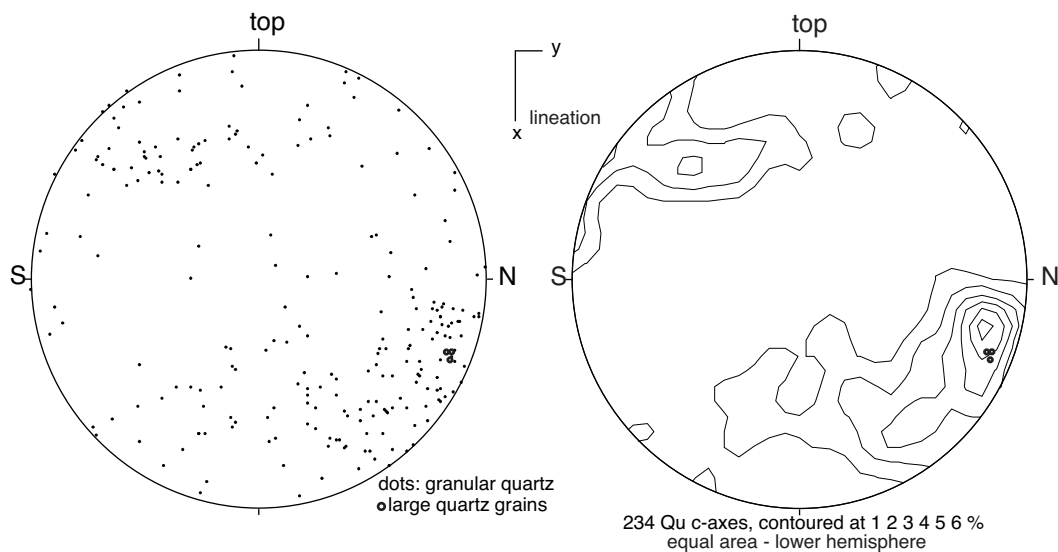 top
y
x
lineation
top
S
N
S
N
dots: granular quartz
large quartz grains
234 Qu c-axes, contoured at 1 2 3 4 5 6 %
equal area - lower hemisphere